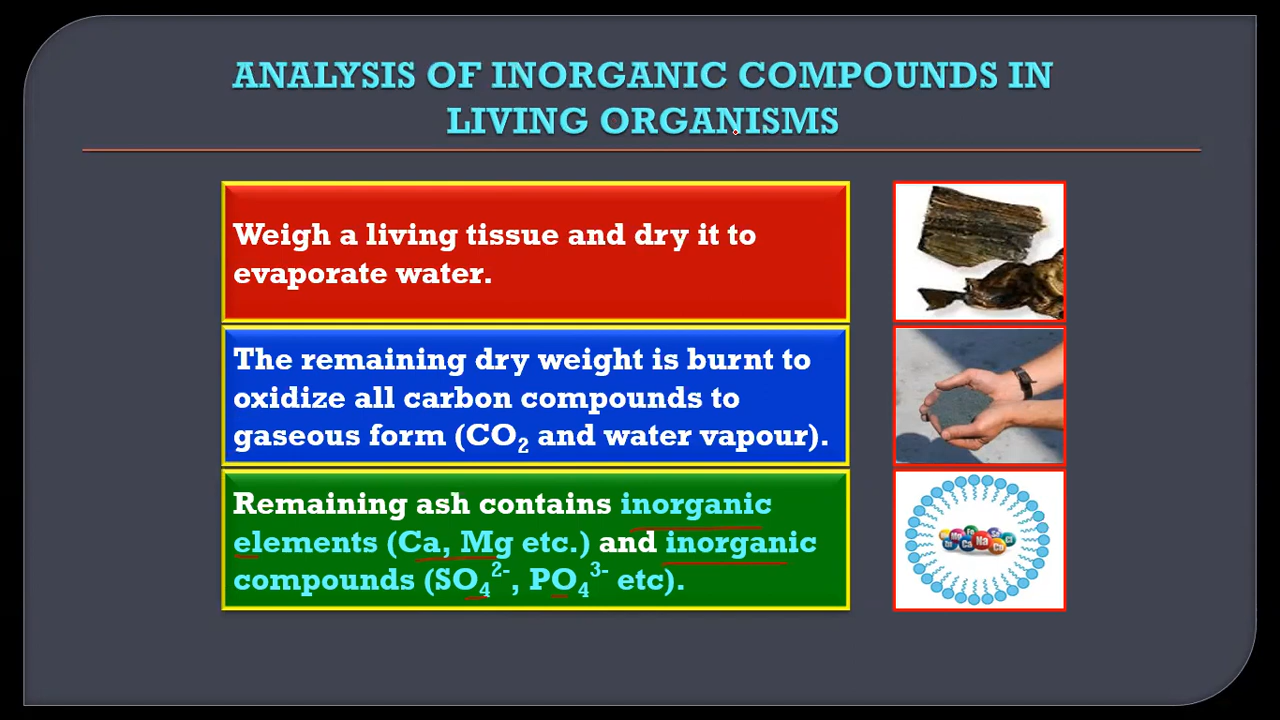 ANALYSIS OF INORGANIC COMPOUNDS IN
LIVING ORGANISMS
Weigh a living tissue and dry it to
evaporate water.
The remaining dry weight is burnt to
oxidize all carbon compounds to
gaseous form (CO₂ and water vapour).
Remaining ash contains inorganic
elements (Ca, Mg etc.) and inorganic
compounds (SO₄²⁻, PO₄³⁻ etc).
Na
Ca